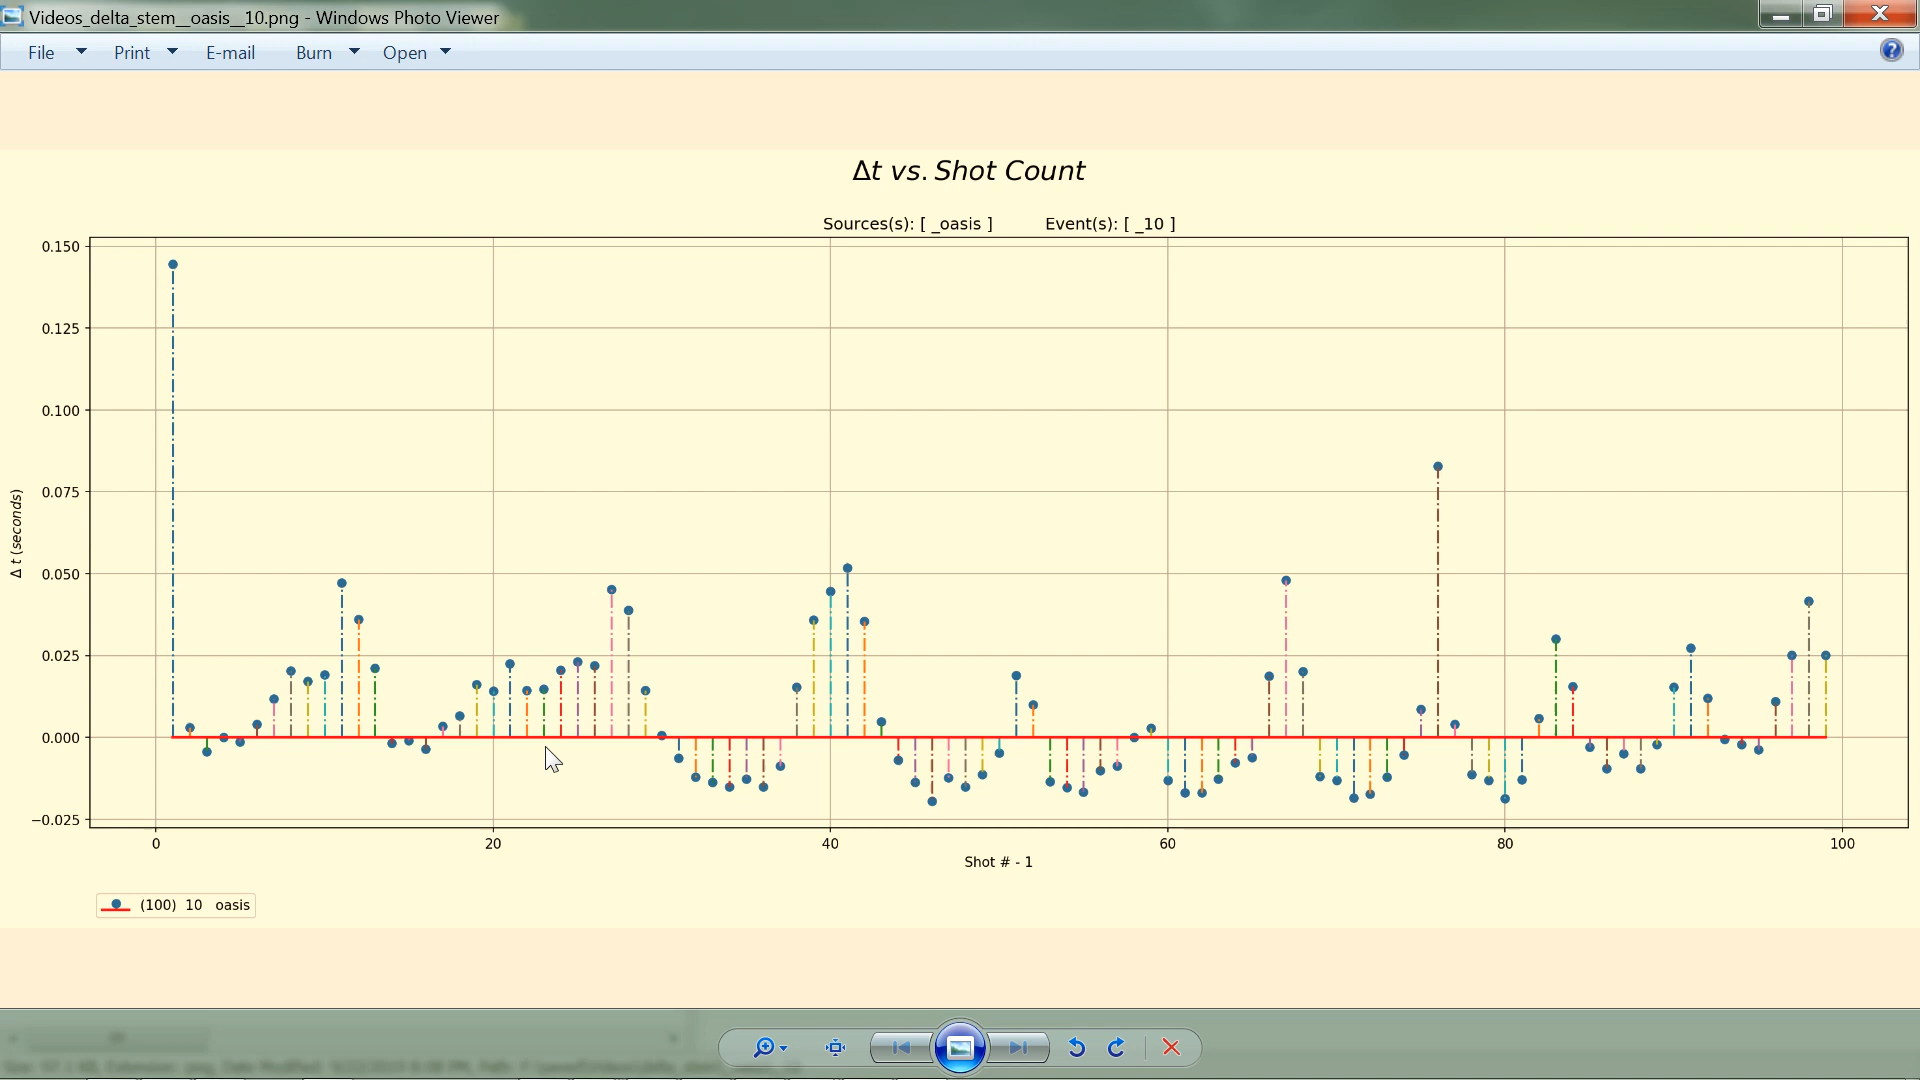 Videos_delta_stem__oasis__10.png - Windows Photo Viewer
File Print E-mail Burn Open
Δt vs. Shot Count
Sources(s): [ _oasis ] Event(s): [ _10 ]
0.150
0.125
0.100
0.075
0.050
0.025
0.000
−0.025
Δ t (seconds)
0 20 40 60 80 100
Shot # - 1
(100) 10 oasis